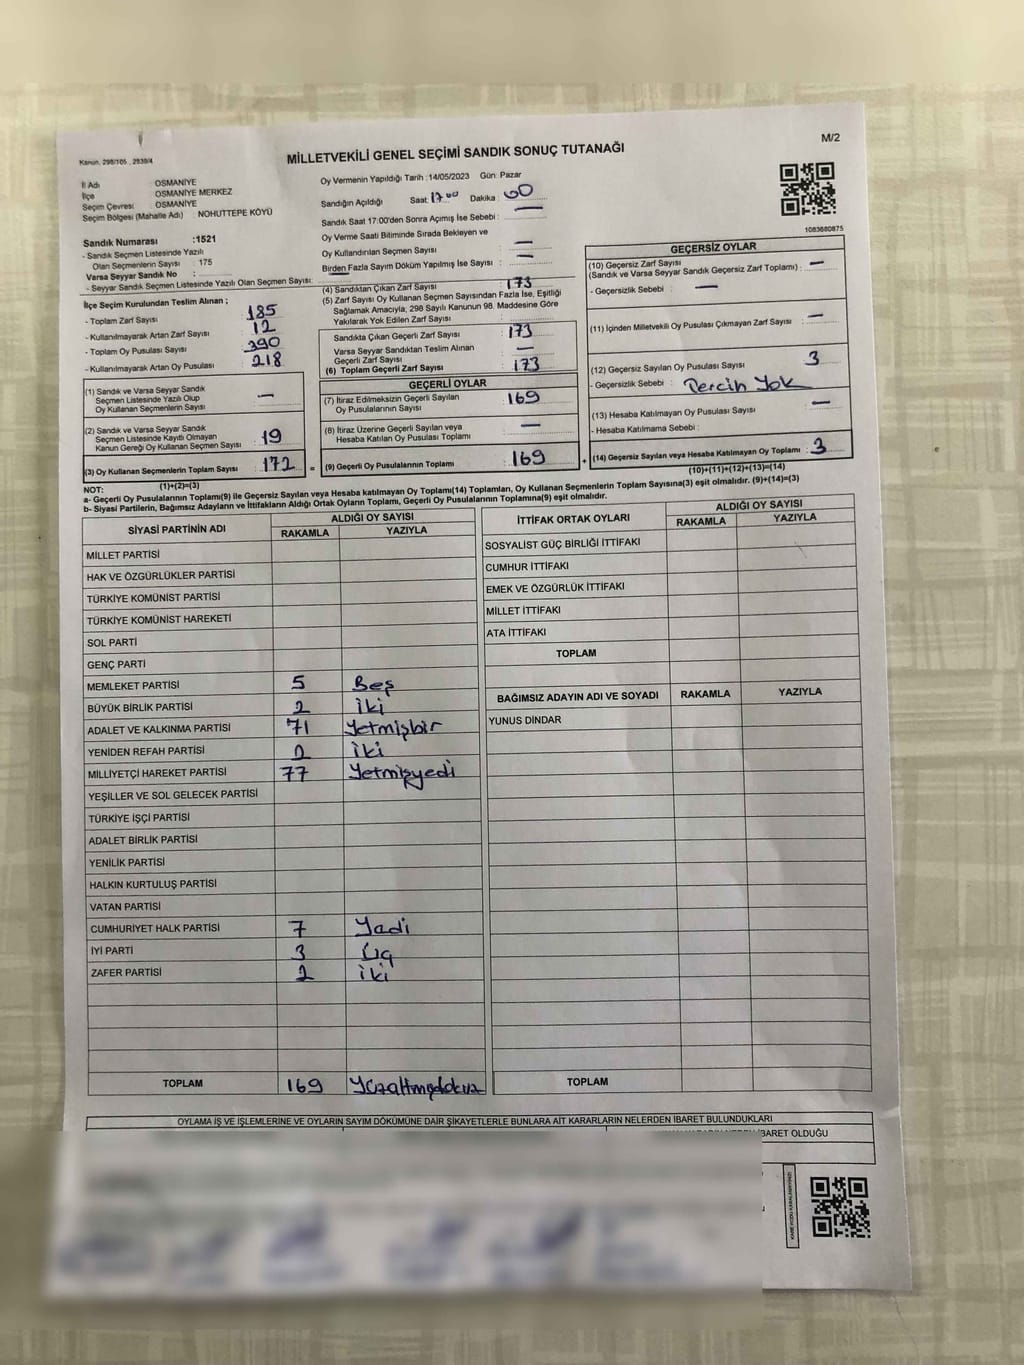 Kanun, 298/105 , 2839/4
M/2
MİLLETVEKİLİ GENEL SEÇİMİ SANDIK SONUÇ TUTANAĞI
İl Adı OSMANİYE
İlçe OSMANİYE MERKEZ
Seçim Çevresi OSMANİYE
Seçim Bölgesi (Mahalle Adı) : NOHUTTEPE KÖYÜ
Sandık Numarası :1521
- Sandık Seçmen Listesinde Yazılı
Olan Seçmenlerin Sayısı : 175
Varsa Seyyar Sandık No :
- Seyyar Sandık Seçmen Listesinde Yazılı Olan Seçmen Sayısı:
Oy Vermenin Yapıldığı Tarih : 14/05/2023 Gün: Pazar
Sandığın Açıldığı Saat: 17.00 Dakika : 00
Sandık Saat 17:00'den Sonra Açımış İse Sebebi : —
Oy Verme Saati Bitiminde Sırada Bekleyen ve
Oy Kullandırılan Seçmen Sayısı : —
Birden Fazla Sayım Döküm Yapılmış İse Sayısı : —
1083680875
İlçe Seçim Kurulundan Teslim Alınan ;
- Toplam Zarf Sayısı : 185
- Kullanılmayarak Artan Zarf Sayısı : 12
- Toplam Oy Pusulası Sayısı : 390
- Kullanılmayarak Artan Oy Pusulası : 218
(1) Sandık ve Varsa Seyyar Sandık
Seçmen Listesinde Yazılı Olup
Oy Kullanan Seçmenlerin Sayısı : —
(2) Sandık ve Varsa Seyyar Sandık
Seçmen Listesinde Kayıtlı Olmayan
Kanun Gereği Oy Kullanan Seçmen Sayısı : 19
(3) Oy Kullanan Seçmenlerin Toplam Sayısı : 172
(1)+(2)=(3)
(4) Sandıktan Çıkan Zarf Sayısı : 173
(5) Zarf Sayısı Oy Kullanan Seçmen Sayısından Fazla İse, Eşitliği
Sağlamak Amacıyla, 298 Sayılı Kanunun 98. Maddesine Göre
Yakılarak Yok Edilen Zarf Sayısı :
Sandıkta Çıkan Geçerli Zarf Sayısı : 173
Varsa Seyyar Sandıktan Teslim Alınan
Geçerli Zarf Sayısı : —
(6) Toplam Geçerli Zarf Sayısı : 173
GEÇERLİ OYLAR
(7) İtiraz Edilmeksizin Geçerli Sayılan
Oy Pusulalarının Sayısı : 169
(8) İtiraz Üzerine Geçerli Sayılan veya
Hesaba Katılan Oy Pusulası Toplamı : —
= (9) Geçerli Oy Pusulalarının Toplamı : 169
GEÇERSİZ OYLAR
(10) Geçersiz Zarf Sayısı
(Sandık ve Varsa Seyyar Sandık Geçersiz Zarf Toplamı) : —
- Geçersizlik Sebebi : —
(11) İçinden Milletvekili Oy Pusulası Çıkmayan Zarf Sayısı : —
(12) Geçersiz Sayılan Oy Pusulası Sayısı : 3
- Geçersizlik Sebebi : Tercih Yok
(13) Hesaba Katılmayan Oy Pusulası Sayısı : —
- Hesaba Katılmama Sebebi :
+ (14) Geçersiz Sayılan veya Hesaba Katılmayan Oy Toplamı : 3
(10)+(11)+(12)+(13)=(14)
NOT:
a- Geçerli Oy Pusulalarının Toplamı(9) ile Geçersiz Sayılan veya Hesaba katılmayan Oy Toplamı(14) Toplamları, Oy Kullanan Seçmenlerin Toplam Sayısına(3) eşit olmalıdır. (9)+(14)=(3)
b- Siyasi Partilerin, Bağımsız Adayların ve İttifakların Aldığı Ortak Oyların Toplamı, Geçerli Oy Pusulalarının Toplamına(9) eşit olmalıdır.
SİYASİ PARTİNİN ADI ALDIĞI OY SAYISI
RAKAMLA YAZIYLA
MİLLET PARTİSİ
HAK VE ÖZGÜRLÜKLER PARTİSİ
TÜRKİYE KOMÜNİST PARTİSİ
TÜRKİYE KOMÜNİST HAREKETİ
SOL PARTİ
GENÇ PARTİ
MEMLEKET PARTİSİ 5 Beş
BÜYÜK BİRLİK PARTİSİ 2 iki
ADALET VE KALKINMA PARTİSİ 71 Yetmişbir
YENİDEN REFAH PARTİSİ 2 iki
MİLLİYETÇİ HAREKET PARTİSİ 77 Yetmişyedi
YEŞİLLER VE SOL GELECEK PARTİSİ
TÜRKİYE İŞÇİ PARTİSİ
ADALET BİRLİK PARTİSİ
YENİLİK PARTİSİ
HALKIN KURTULUŞ PARTİSİ
VATAN PARTİSİ
CUMHURİYET HALK PARTİSİ 7 Yadi
İYİ PARTİ 3 Üç
ZAFER PARTİSİ 2 iki
TOPLAM 169 Yüzaltmışdokuz
İTTİFAK ORTAK OYLARI ALDIĞI OY SAYISI
RAKAMLA YAZIYLA
SOSYALİST GÜÇ BİRLİĞİ İTTİFAKI
CUMHUR İTTİFAKI
EMEK VE ÖZGÜRLÜK İTTİFAKI
MİLLET İTTİFAKI
ATA İTTİFAKI
TOPLAM
BAĞIMSIZ ADAYIN ADI VE SOYADI RAKAMLA YAZIYLA
YUNUS DİNDAR
TOPLAM
OYLAMA İŞ VE İŞLEMLERİNE VE OYLARIN SAYIM DÖKÜMÜNE DAİR ŞİKAYETLERLE BUNLARA AİT KARARLARIN NELERDEN İBARET BULUNDUKLARI
İBARET OLDUĞU